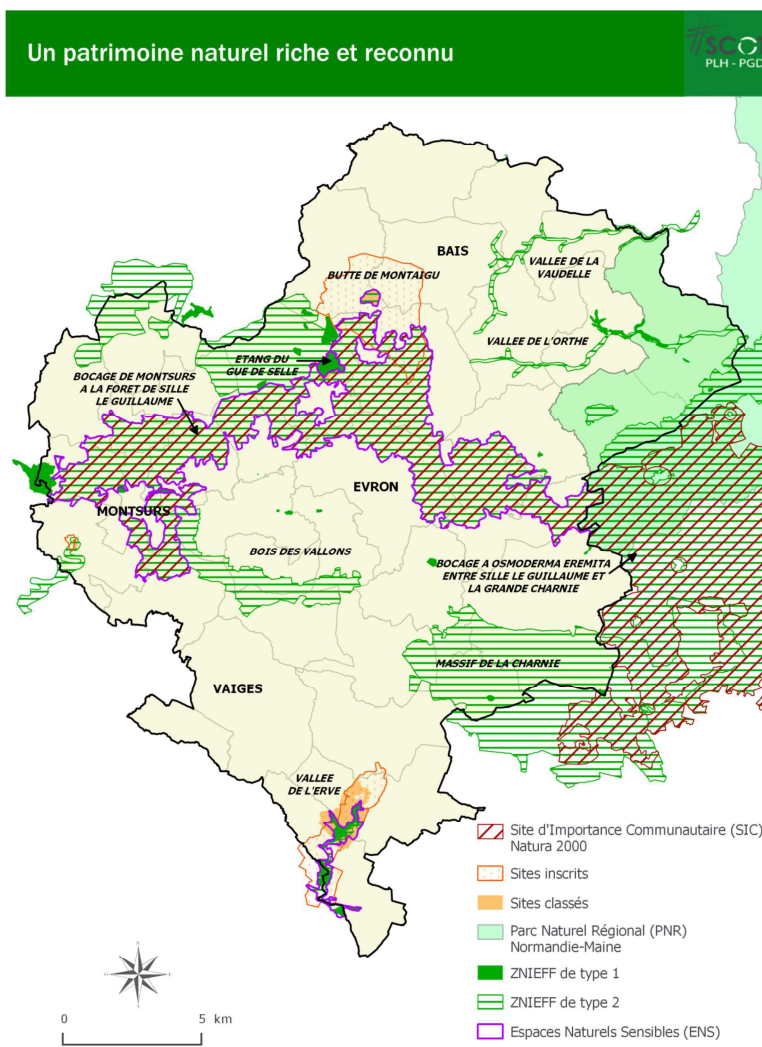 Un patrimoine naturel riche et reconnu
PLH - PGD
BAIS
BUTTE DE MONTAIGU
VALLEE DE LA
VAUDELLE
VALLEE DE L'ORTHE
ETANG DU
GUE DE SELLE
BOCAGE DE MONTSURS
A LA FORET DE SILLE
LE GUILLAUME
EVRON
MONTSURS
BOIS DES VALLONS
BOCAGE A OSMODERMA EREMITA
ENTRE SILLE LE GUILLAUME ET
LA GRANDE CHARNIE
MASSIF DE LA CHARNIE
VAIGES
VALLEE
DE L'ERVE
Site d'Importance Communautaire (SIC)
Natura 2000
Sites inscrits
Sites classés
Parc Naturel Régional (PNR)
Normandie-Maine
ZNIEFF de type 1
ZNIEFF de type 2
Espaces Naturels Sensibles (ENS)
0 5 km